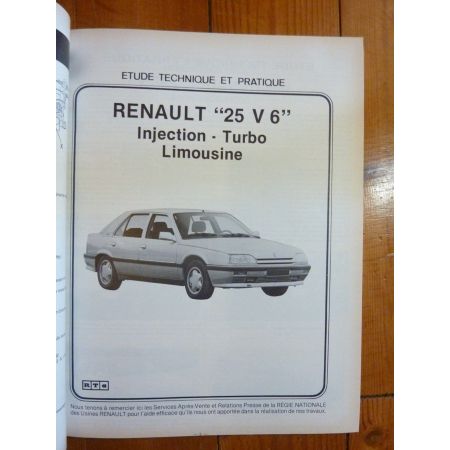 ETUDE TECHNIQUE ET PRATIQUE
RENAULT "25 V 6"
Injection - Turbo
Limousine
RTa
Nous tenons à remercier ici les Services Après-Vente et Relations Presse de la RÉGIE NATIONALE
des Usines RENAULT pour l'aide efficace qu'ils nous ont apportée dans la réalisation de nos travaux.